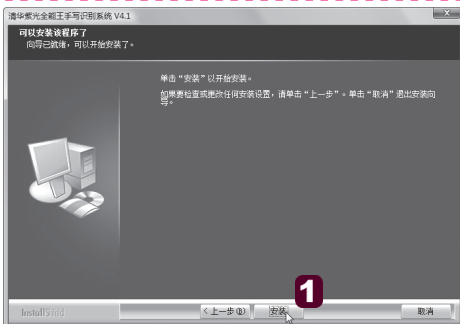 清华紫光全能王手写识别系统 V4.1
可以安装该程序了
向导已就绪，可以开始安装了。
单击“安装”以开始安装。
如果要检查或更改任何安装设置，请单击“上一步”。单击“取消”退出安装向
导。
1
InstallShield
<上一步(B) 安装 取消